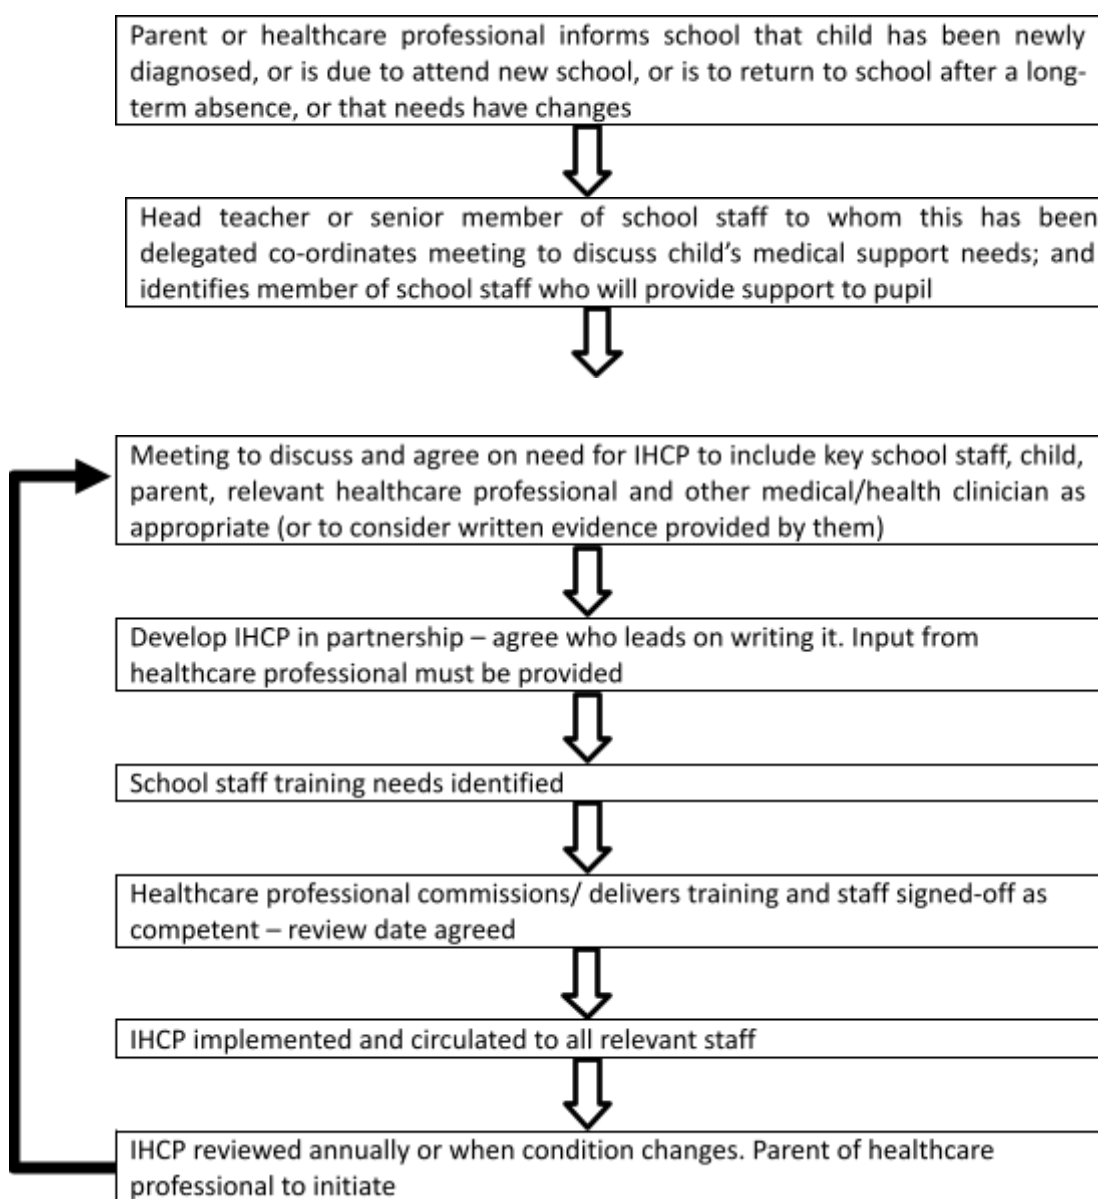 Parent or healthcare professional informs school that child has been newly
diagnosed, or is due to attend new school, or is to return to school after a long-
term absence, or that needs have changes
Head teacher or senior member of school staff to whom this has been
delegated co-ordinates meeting to discuss child's medical support needs; and
identifies member of school staff who will provide support to pupil
Meeting to discuss and agree on need for IHCP to include key school staff, child,
parent, relevant healthcare professional and other medical/health clinician as
appropriate (or to consider written evidence provided by them)
Develop IHCP in partnership – agree who leads on writing it. Input from
healthcare professional must be provided
School staff training needs identified
Healthcare professional commissions/ delivers training and staff signed-off as
competent – review date agreed
IHCP implemented and circulated to all relevant staff
IHCP reviewed annually or when condition changes. Parent of healthcare
professional to initiate